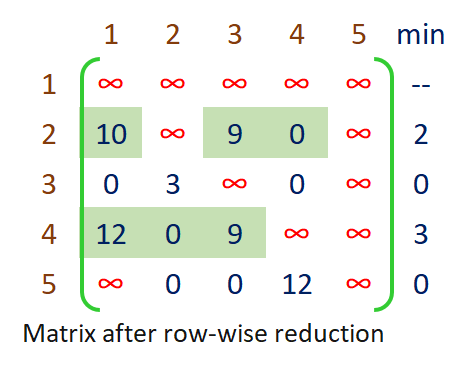 1 2 3 4 5 min
1 ∞ ∞ ∞ ∞ ∞ --
2 10 ∞ 9 0 ∞ 2
3 0 3 ∞ 0 ∞ 0
4 12 0 9 ∞ ∞ 3
5 ∞ 0 0 12 ∞ 0
Matrix after row-wise reduction